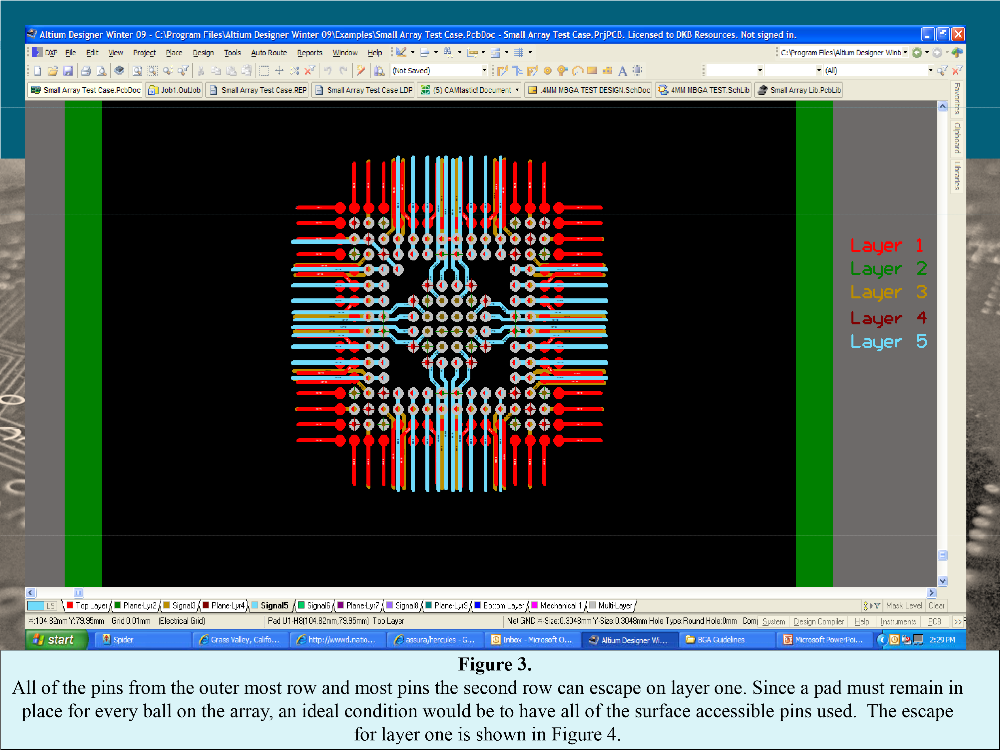 Altium Designer Winter 09 - C:\Program Files\Altium Designer Winter 09\Examples\Small Array Test Case.PcbDoc - Small Array Test Case.PrjPCB. Licensed to DKB Resources. Not signed in.
DXP File Edit View Project Place Design Tools Auto Route Reports Window Help C:\Program Files\Altium Designer Wint
(Not Saved) (All)
Small Array Test Case.PcbDoc Job1.OutJob Small Array Test Case.REP Small Array Test Case.LDP (5) CAMtastic! Document .4MM MBGA TEST DESIGN.SchDoc 4MM MBGA TEST.SchLib Small Array Lib.PcbLib
Favorites
Clipboard
Libraries
Layer 1
Layer 2
Layer 3
Layer 4
Layer 5
LS Top Layer Plane-Lyr2 Signal3 Plane-Lyr4 Signal5 Signal6 Plane-Lyr7 Signal8 Plane-Lyr9 Bottom Layer Mechanical 1 Multi-Layer Mask Level Clear
X:104.82mm Y:79.95mm Grid:0.01mm (Electrical Grid) Pad U1-H8(104.82mm,79.95mm) Top Layer Net:GND X-Size:0.3048mm Y-Size:0.3048mm Hole Type:Round Hole:0mm Com System Design Compiler Help Instruments PCB >>
start Spider Grass Valley, Califo... http://wwwd.natio... assura/hercules - G... Inbox - Microsoft O... Altium Designer Wi... BGA Guidelines Microsoft PowerPoi... 2:29 PM
Figure 3.
All of the pins from the outer most row and most pins the second row can escape on layer one. Since a pad must remain in
place for every ball on the array, an ideal condition would be to have all of the surface accessible pins used. The escape
for layer one is shown in Figure 4.